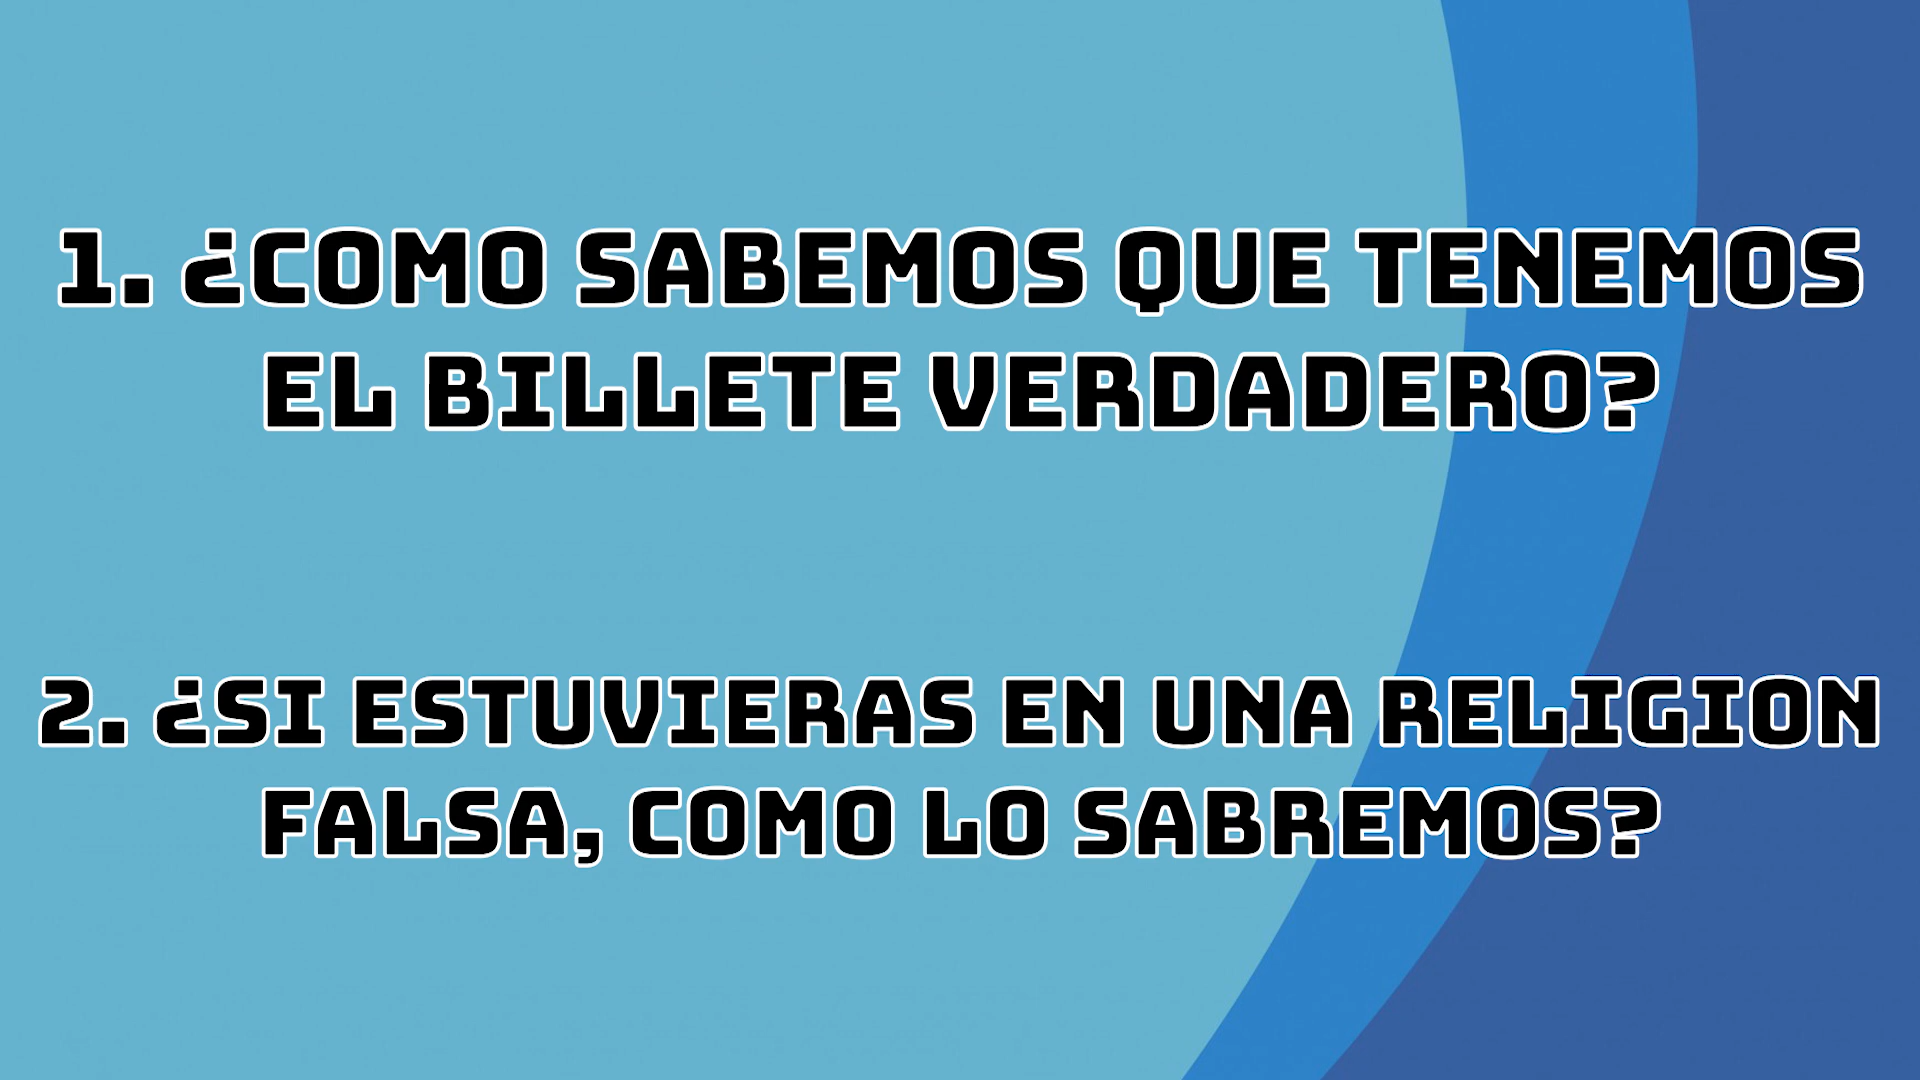 1. ¿COMO SABEMOS QUE TENEMOS
EL BILLETE VERDADERO?
2. ¿SI ESTUVIERAS EN UNA RELIGION
FALSA, COMO LO SABREMOS?